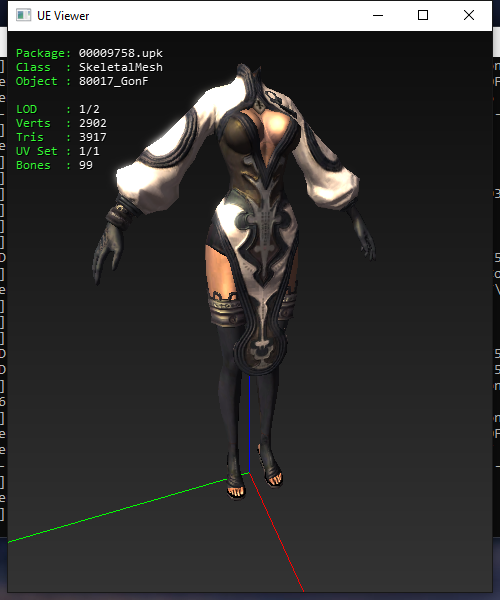 UE Viewer
Package: 00009758.upk
Class : SkeletalMesh
Object : 80017_GonF
LOD : 1/2
Verts : 2902
Tris : 3917
UV Set : 1/1
Bones : 99